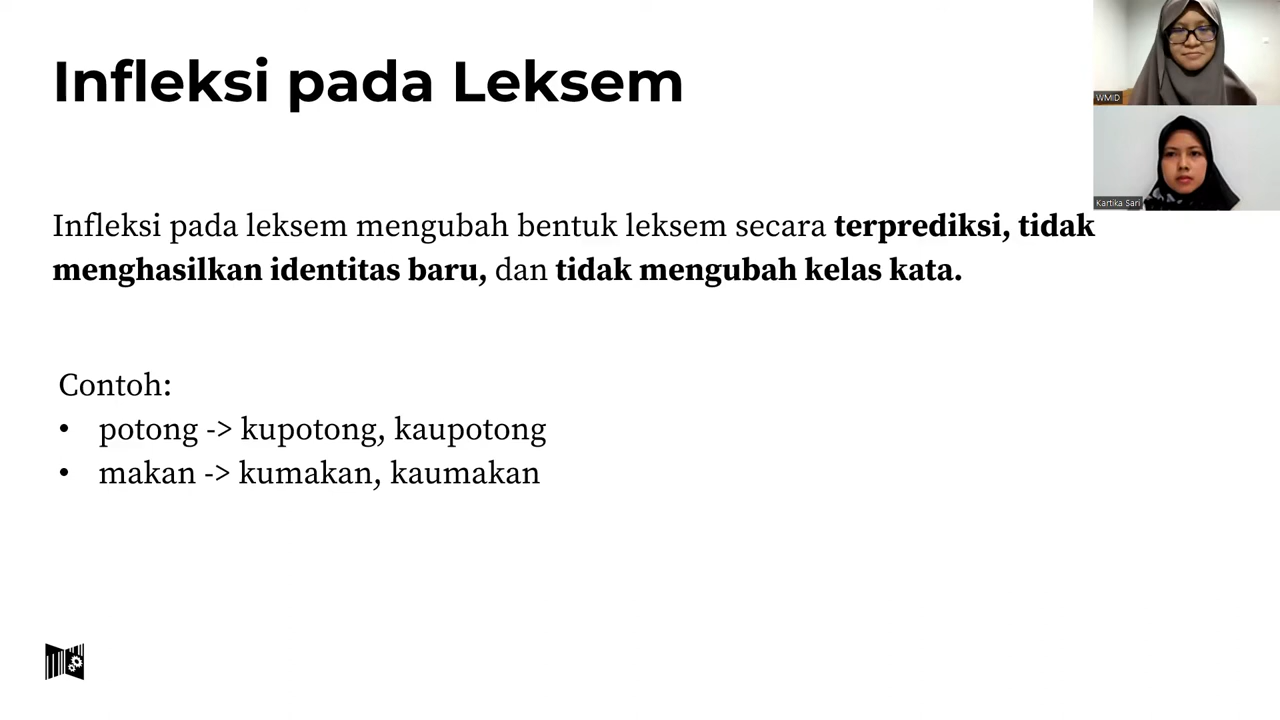 Infleksi pada Leksem
WMID
Kartika Sari
Infleksi pada leksem mengubah bentuk leksem secara terprediksi, tidak
menghasilkan identitas baru, dan tidak mengubah kelas kata.
Contoh:
• potong -> kupotong, kaupotong
• makan -> kumakan, kaumakan